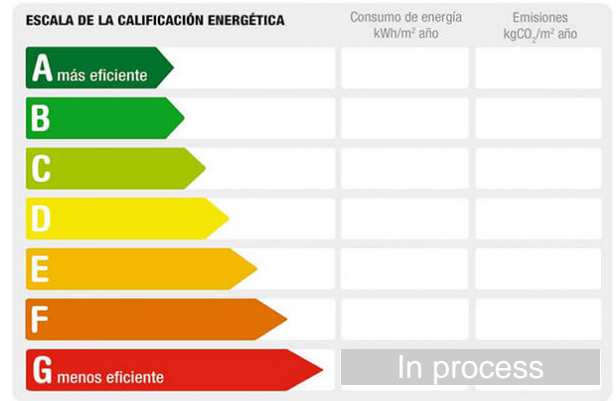 ESCALA DE LA CALIFICACIÓN ENERGÉTICA
Consumo de energía
kWh/m² año
Emisiones
kgCO₂/m² año
A más eficiente
B
C
D
E
F
G menos eficiente
In process